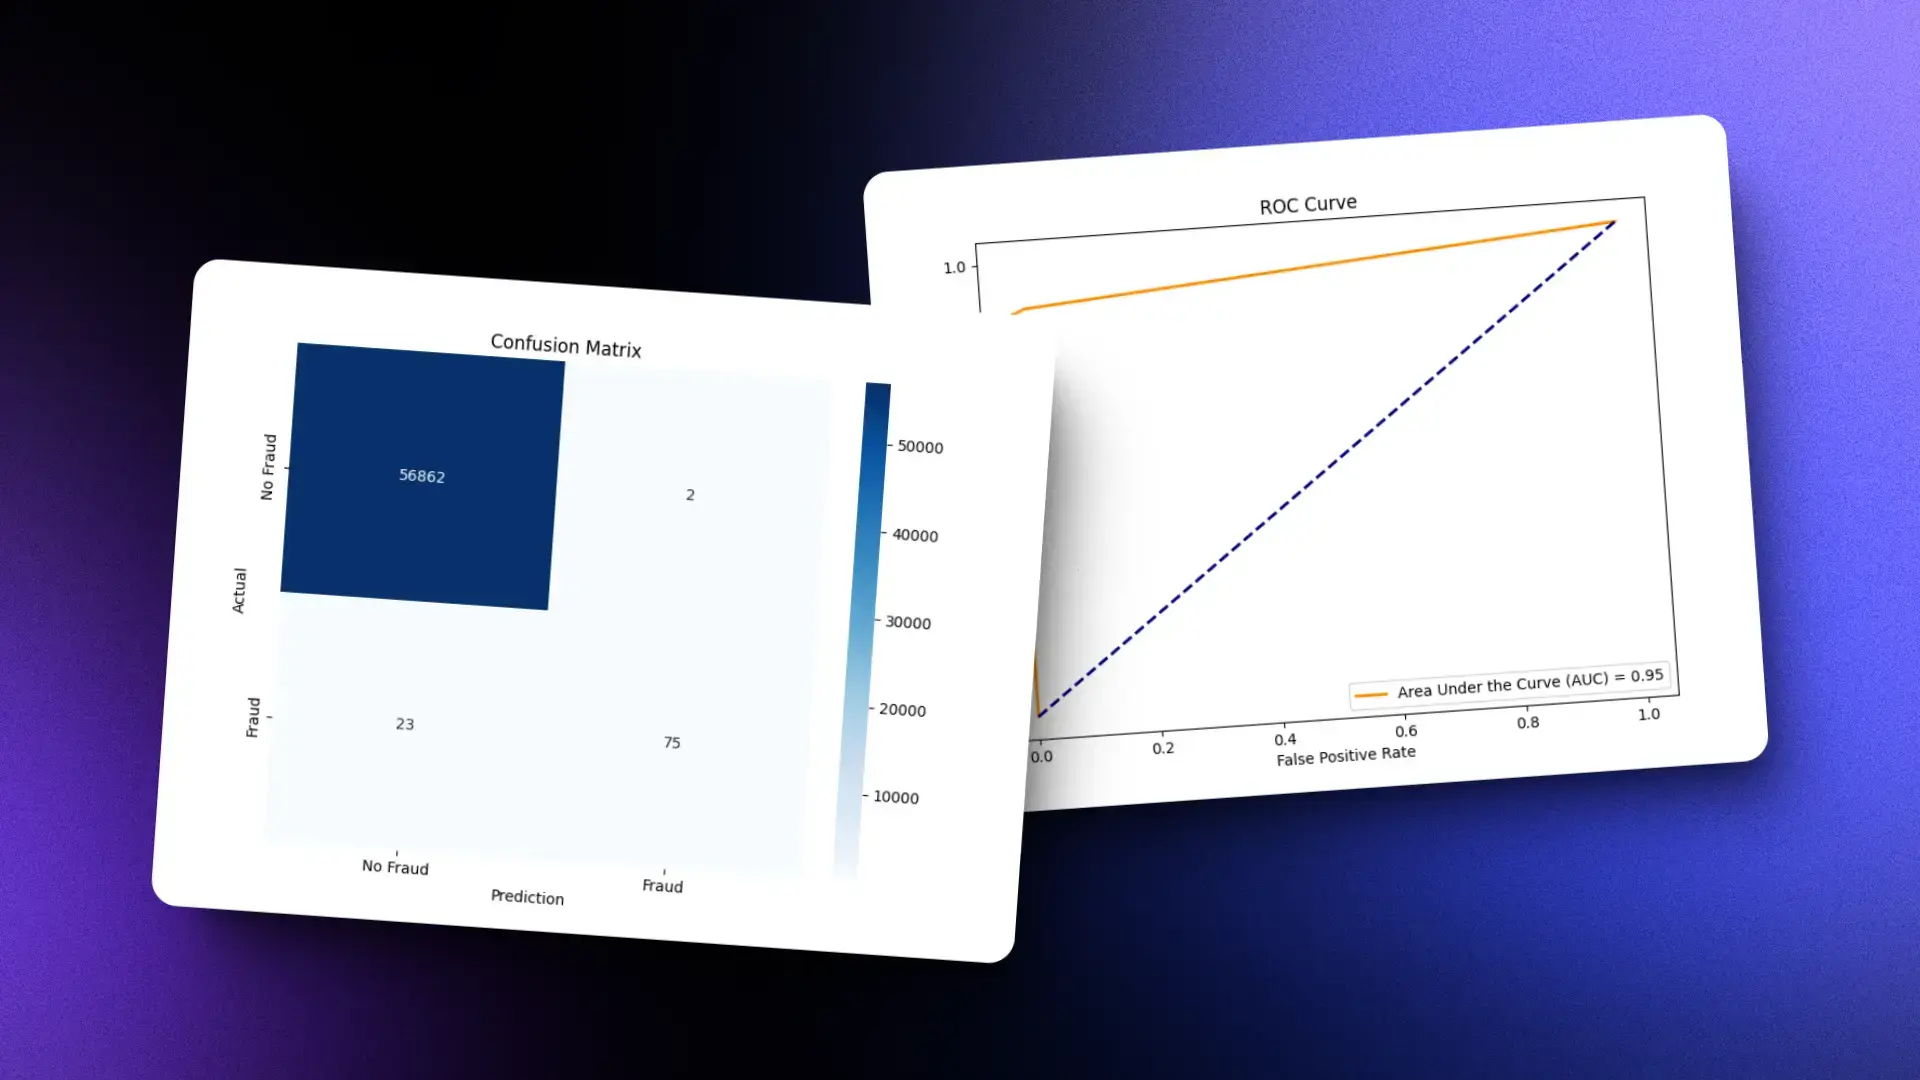 Confusion Matrix
No Fraud
Actual
Fraud
56862
2
23
75
50000
40000
30000
20000
10000
No Fraud
Fraud
Prediction
ROC Curve
1.0
Area Under the Curve (AUC) = 0.95
0.0
0.2
0.4
0.6
0.8
1.0
False Positive Rate